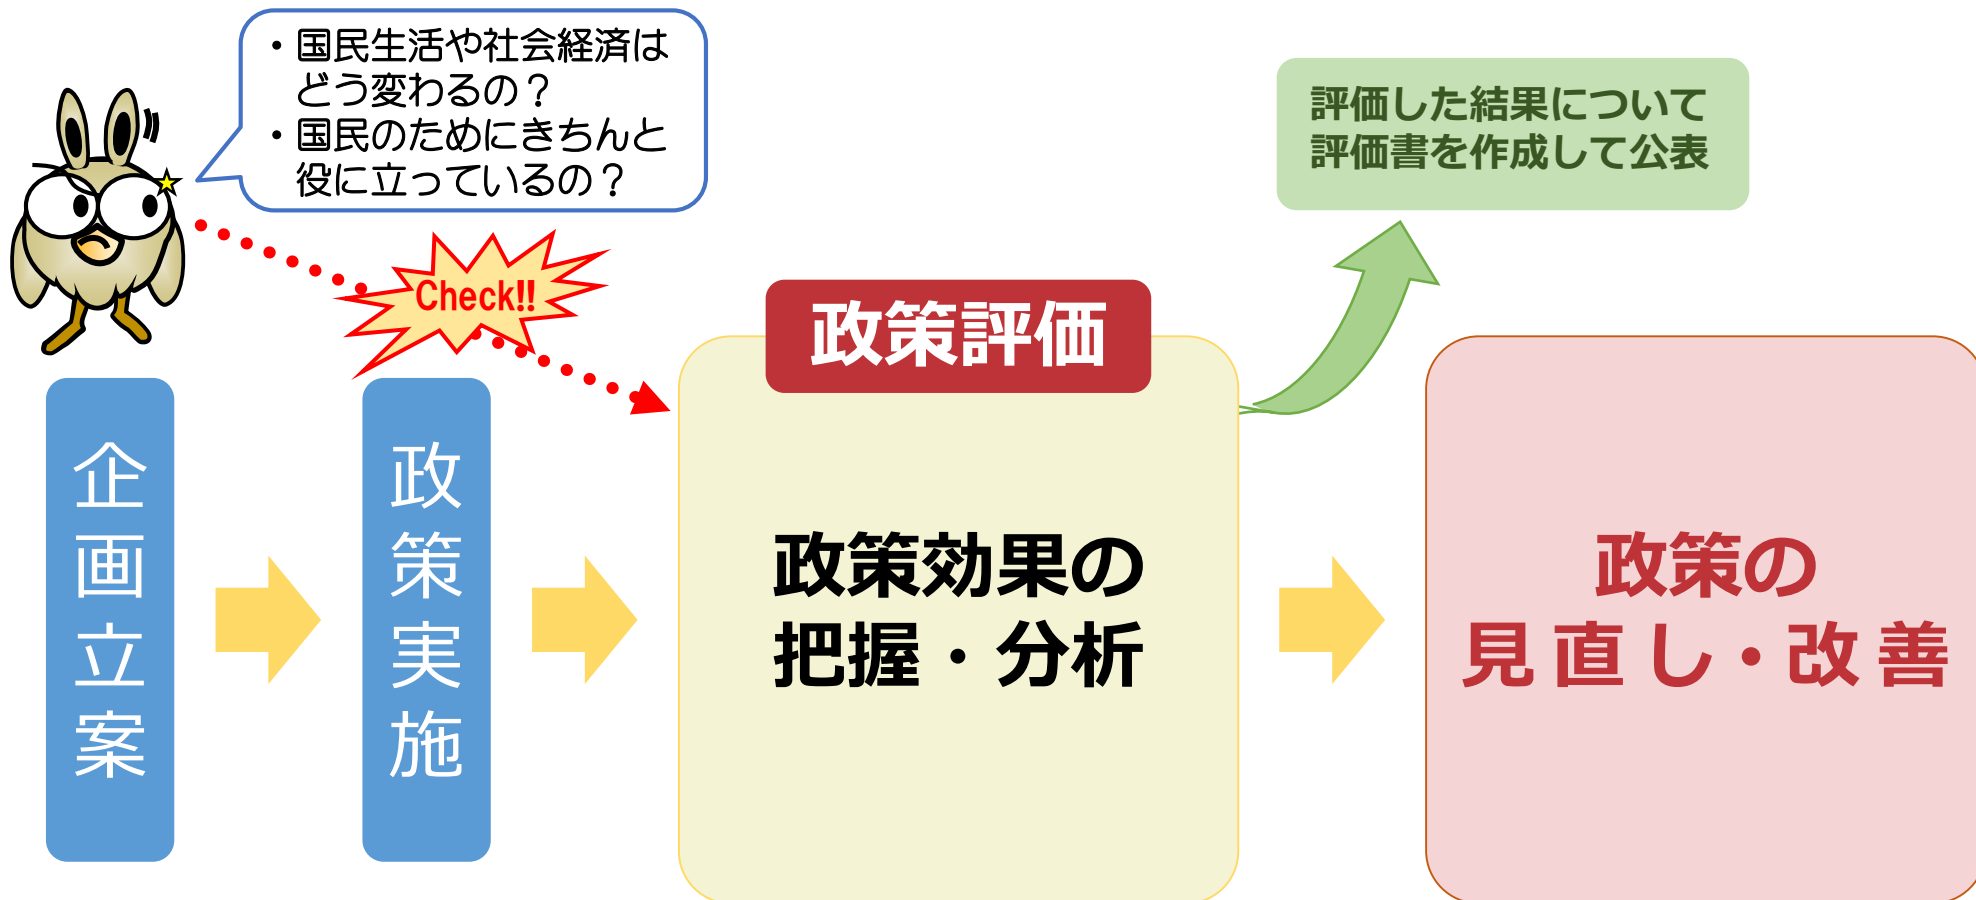 ・国民生活や社会経済は
どう変わるの？
・国民のためにきちんと
役に立っているの？
評価した結果について
評価書を作成して公表
Check!!
政策評価
企画立案
政策実施
政策効果の
把握・分析
政策の
見直し・改善